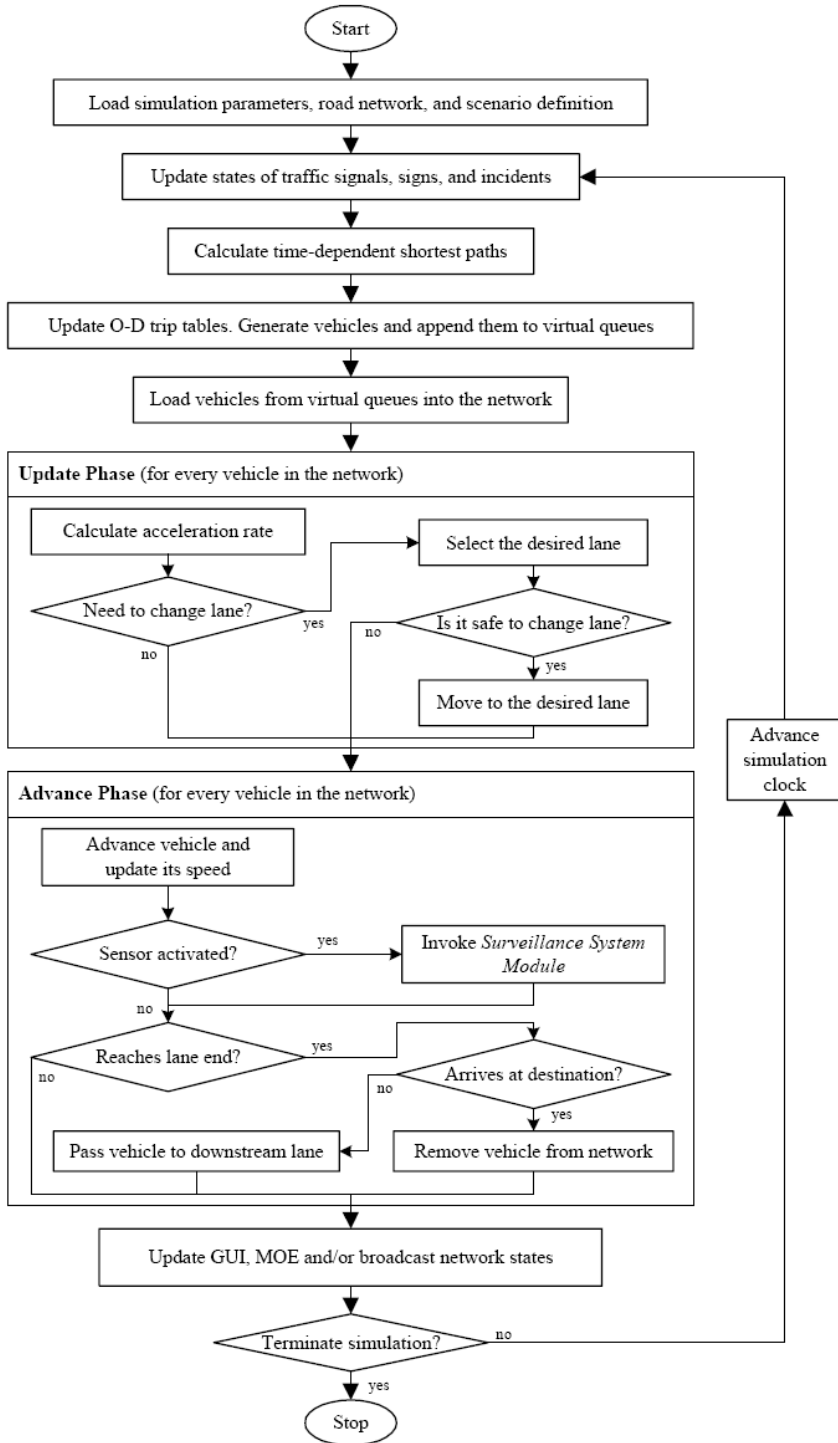 Start
Load simulation parameters, road network, and scenario definition
Update states of traffic signals, signs, and incidents
Calculate time-dependent shortest paths
Update O-D trip tables. Generate vehicles and append them to virtual queues
Load vehicles from virtual queues into the network
Update Phase (for every vehicle in the network)
Calculate acceleration rate
Select the desired lane
Need to change lane?
yes
no
Is it safe to change lane?
no
yes
Move to the desired lane
Advance
simulation
clock
Advance Phase (for every vehicle in the network)
Advance vehicle and
update its speed
Sensor activated?
yes
Invoke Surveillance System
Module
no
Reaches lane end?
yes
no
Arrives at destination?
no
yes
Pass vehicle to downstream lane
Remove vehicle from network
Update GUI, MOE and/or broadcast network states
Terminate simulation?
no
yes
Stop